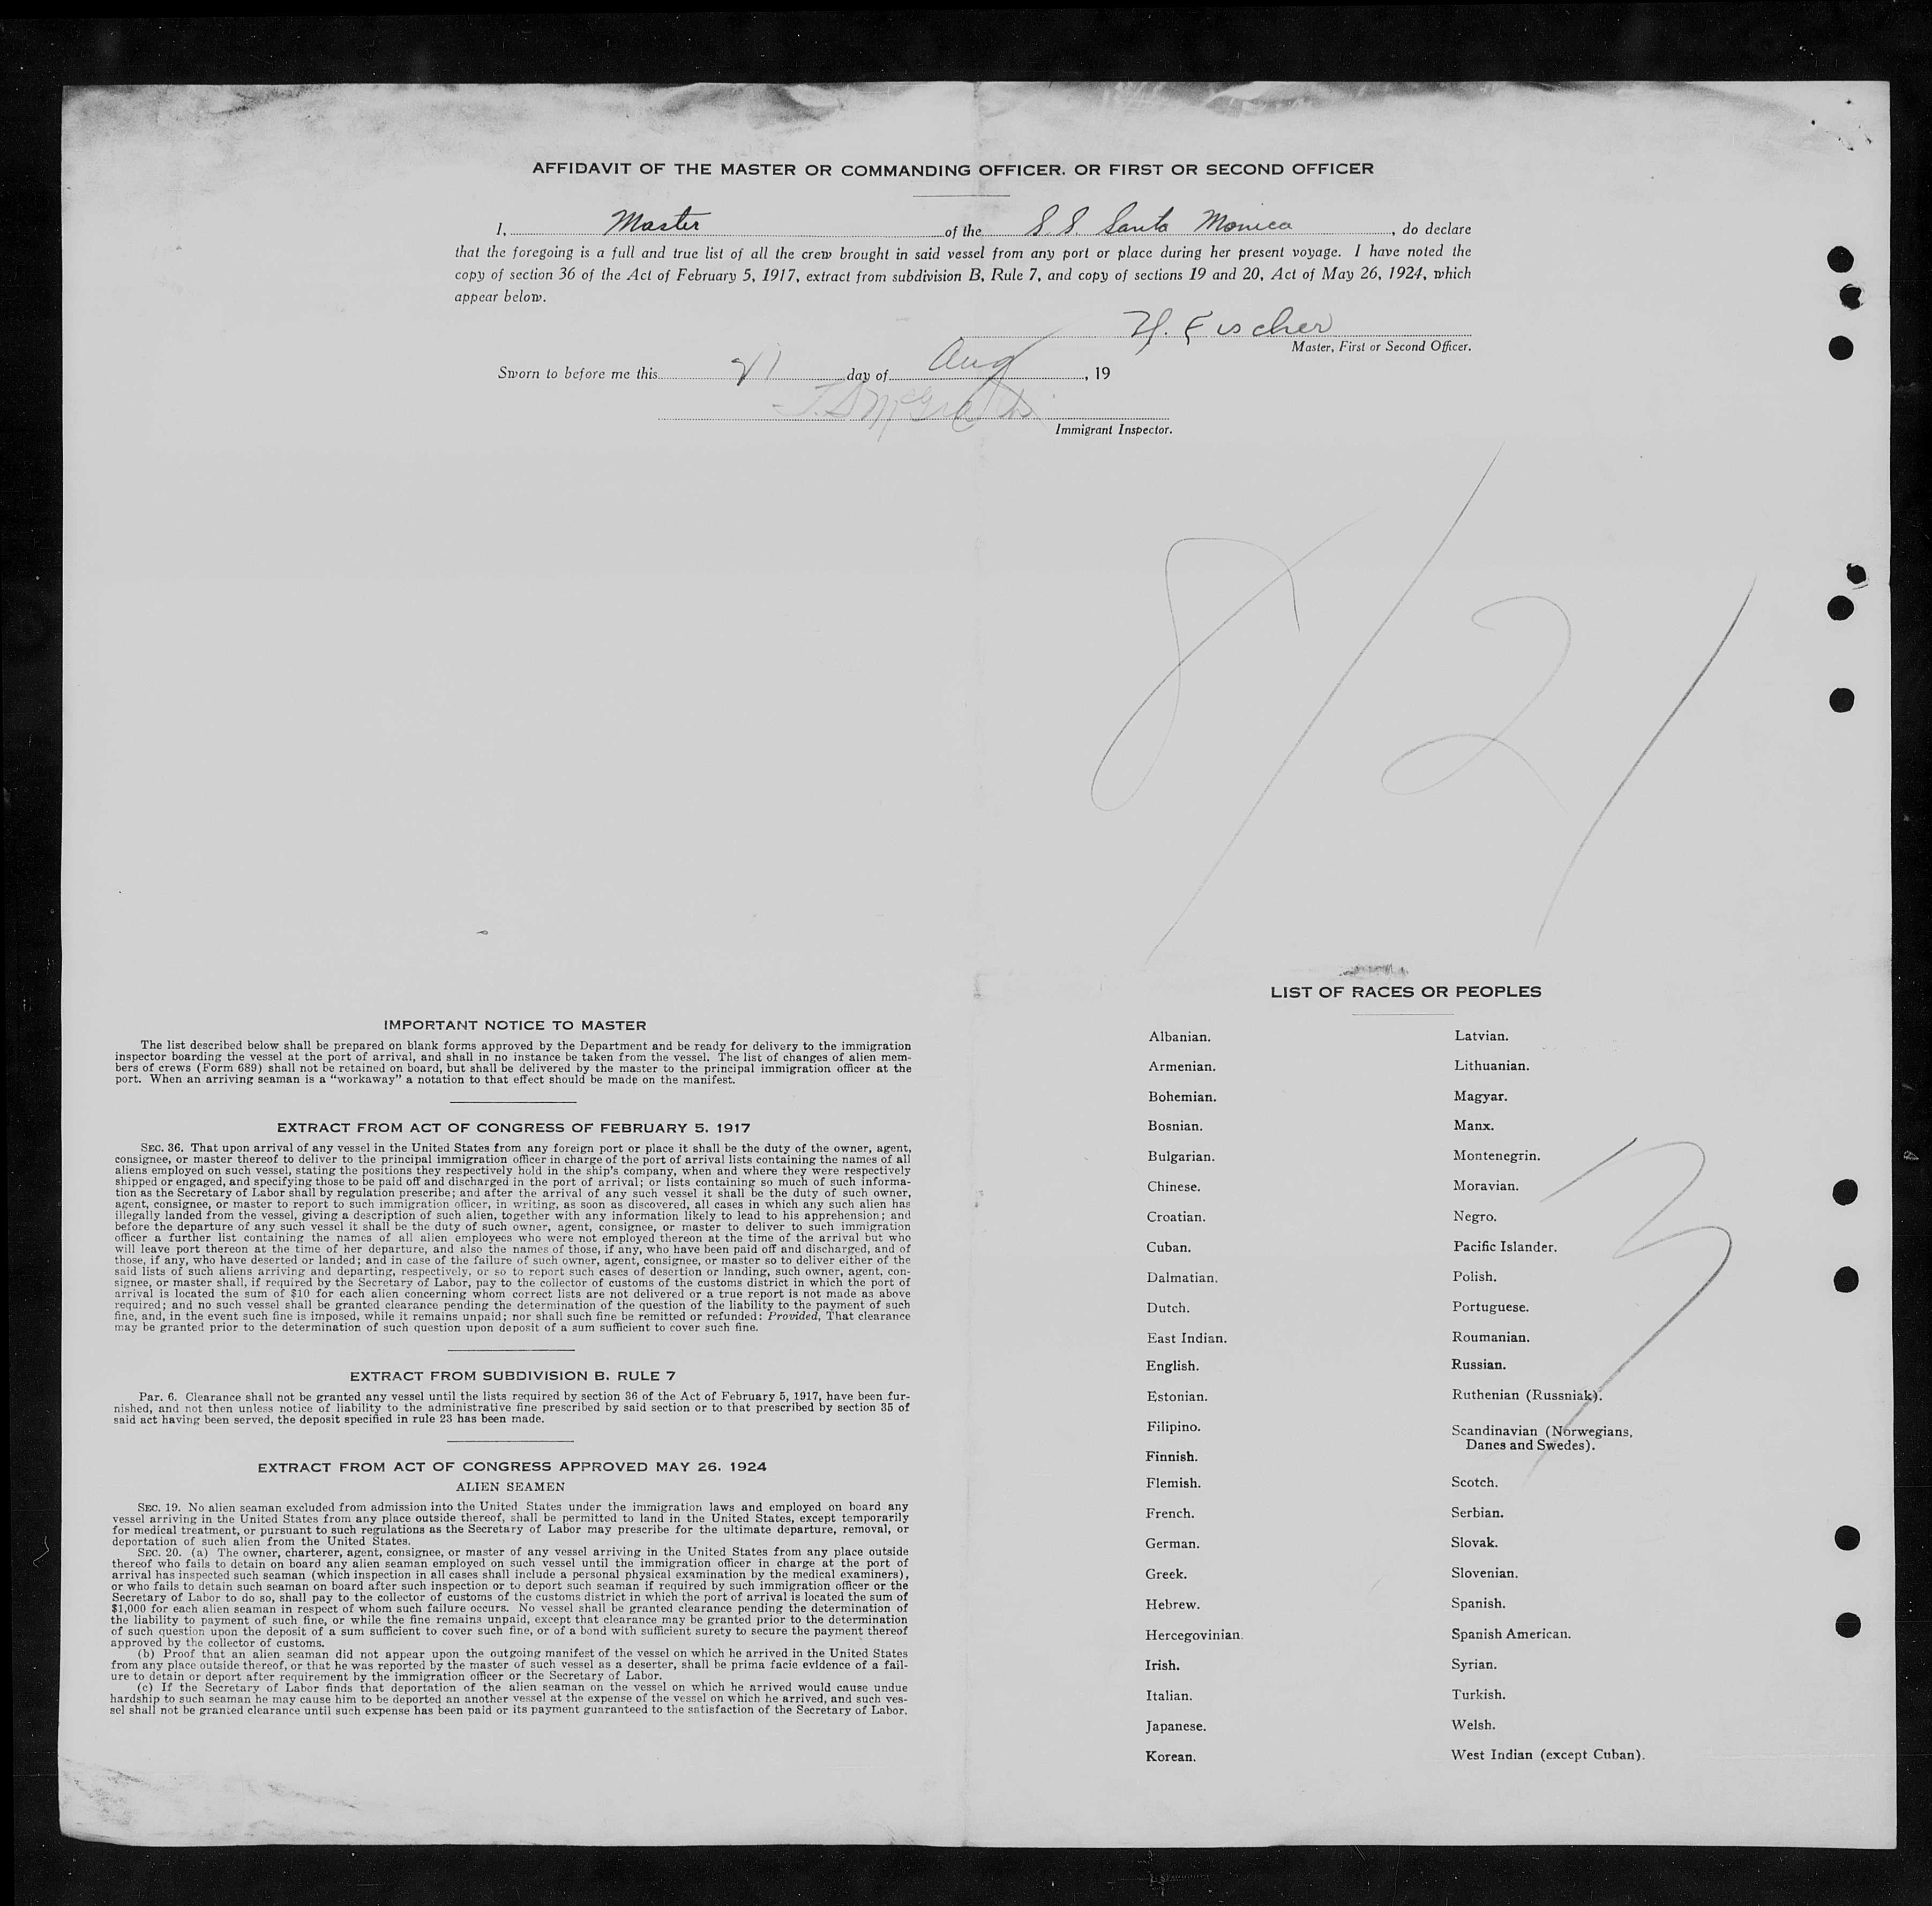 AFFIDAVIT OF THE MASTER OR COMMANDING OFFICER, OR FIRST OR SECOND OFFICER
I, Master of the S.S. Santa Monica, do declare
that the foregoing is a full and true list of all the crew brought in said vessel from any port or place during her present voyage. I have noted the
copy of section 36 of the Act of February 5, 1917, extract from subdivision B, Rule 7, and copy of sections 19 and 20, Act of May 26, 1924, which
appear below.
H. Fischer
Master, First or Second Officer.
Sworn to before me this 21 day of Aug, 19
Immigrant Inspector.
8/21
IMPORTANT NOTICE TO MASTER
The list described below shall be prepared on blank forms approved by the Department and be ready for delivery to the immigration
inspector boarding the vessel at the port of arrival, and shall in no instance be taken from the vessel. The list of changes of alien mem-
bers of crews (Form 689) shall not be retained on board, but shall be delivered by the master to the principal immigration officer at the
port. When an arriving seaman is a "workaway" a notation to that effect should be made on the manifest.
EXTRACT FROM ACT OF CONGRESS OF FEBRUARY 5, 1917
SEC. 36. That upon arrival of any vessel in the United States from any foreign port or place it shall be the duty of the owner, agent,
consignee, or master thereof to deliver to the principal immigration officer in charge of the port of arrival lists containing the names of all
aliens employed on such vessel, stating the positions they respectively hold in the ship's company, when and where they were respectively
shipped or engaged, and specifying those to be paid off and discharged in the port of arrival; or lists containing so much of such informa-
tion as the Secretary of Labor shall by regulation prescribe; and after the arrival of any such vessel it shall be the duty of such owner,
agent, consignee, or master to report to such immigration officer, in writing, as soon as discovered, all cases in which any such alien has
illegally landed from the vessel, giving a description of such alien, together with any information likely to lead to his apprehension; and
before the departure of any such vessel it shall be the duty of such owner, agent, consignee, or master to deliver to such immigration
officer a further list containing the names of all alien employees who were not employed thereon at the time of the arrival but who
will leave port thereon at the time of her departure, and also the names of those, if any, who have been paid off and discharged, and of
those, if any, who have deserted or landed; and in case of the failure of such owner, agent, consignee, or master so to deliver either of the
said lists of such aliens arriving and departing, respectively, or so to report such cases of desertion or landing, such owner, agent, con-
signee, or master shall, if required by the Secretary of Labor, pay to the collector of customs of the customs district in which the port of
arrival is located the sum of $10 for each alien concerning whom correct lists are not delivered or a true report is not made as above
required; and no such vessel shall be granted clearance pending the determination of the question of the liability to the payment of such
fine, and, in the event such fine is imposed, while it remains unpaid; nor shall such fine be remitted or refunded: Provided, That clearance
may be granted prior to the determination of such question upon deposit of a sum sufficient to cover such fine.
EXTRACT FROM SUBDIVISION B, RULE 7
Par. 6. Clearance shall not be granted any vessel until the lists required by section 36 of the Act of February 5, 1917, have been fur-
nished, and not then unless notice of liability to the administrative fine prescribed by said section or to that prescribed by section 35 of
said act having been served, the deposit specified in rule 23 has been made.
EXTRACT FROM ACT OF CONGRESS APPROVED MAY 26, 1924
ALIEN SEAMEN
SEC. 19. No alien seaman excluded from admission into the United States under the immigration laws and employed on board any
vessel arriving in the United States from any place outside thereof, shall be permitted to land in the United States, except temporarily
for medical treatment, or pursuant to such regulations as the Secretary of Labor may prescribe for the ultimate departure, removal, or
deportation of such alien from the United States.
SEC. 20. (a) The owner, charterer, agent, consignee, or master of any vessel arriving in the United States from any place outside
thereof who fails to detain on board any alien seaman employed on such vessel until the immigration officer in charge at the port of
arrival has inspected such seaman (which inspection in all cases shall include a personal physical examination by the medical examiners),
or who fails to detain such seaman on board after such inspection or to deport such seaman if required by such immigration officer or the
Secretary of Labor to do so, shall pay to the collector of customs of the customs district in which the port of arrival is located the sum of
$1,000 for each alien seaman in respect of whom such failure occurs. No vessel shall be granted clearance pending the determination of
the liability to payment of such fine, or while the fine remains unpaid, except that clearance may be granted prior to the determination
of such question upon the deposit of a sum sufficient to cover such fine, or of a bond with sufficient surety to secure the payment thereof
approved by the collector of customs.
(b) Proof that an alien seaman did not appear upon the outgoing manifest of the vessel on which he arrived in the United States
from any place outside thereof, or that he was reported by the master of such vessel as a deserter, shall be prima facie evidence of a fail-
ure to detain or deport after requirement by the immigration officer or the Secretary of Labor.
(c) If the Secretary of Labor finds that deportation of the alien seaman on the vessel on which he arrived would cause undue
hardship to such seaman he may cause him to be deported an another vessel at the expense of the vessel on which he arrived, and such ves-
sel shall not be granted clearance until such expense has been paid or its payment guaranteed to the satisfaction of the Secretary of Labor.
LIST OF RACES OR PEOPLES
Albanian.
Armenian.
Bohemian.
Bosnian.
Bulgarian.
Chinese.
Croatian.
Cuban.
Dalmatian.
Dutch.
East Indian.
English.
Estonian.
Filipino.
Finnish.
Flemish.
French.
German.
Greek.
Hebrew.
Hercegovinian.
Irish.
Italian.
Japanese.
Korean.
Latvian.
Lithuanian.
Magyar.
Manx.
Montenegrin.
Moravian.
Negro.
Pacific Islander.
Polish.
Portuguese.
Roumanian.
Russian.
Ruthenian (Russniak).
Scandinavian (Norwegians,
Danes and Swedes).
Scotch.
Serbian.
Slovak.
Slovenian.
Spanish.
Spanish American.
Syrian.
Turkish.
Welsh.
West Indian (except Cuban).
3